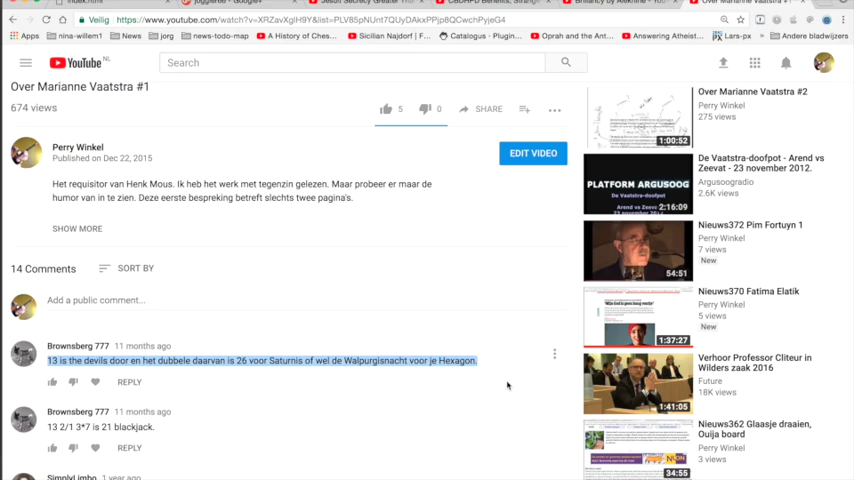 Veilig
https://www.youtube.com/watch?v=XRZavXgIH9Y&list=PLV85pNUnt7QUyDAkxPPjp8QCwchPyjeG4
Apps
nina-willem1
News
jorg
news-todo-map
A History of Ches...
Sicilian Najdorf | F...
Catalogus - Plugin...
Oprah and the Ant...
Answering Atheist...
Lars-px
Andere bladwijzers
YouTube NL
Search
Over Marianne Vaatstra #1
674 views
5
0
SHARE
Perry Winkel
Published on Dec 22, 2015
EDIT VIDEO
Het requisitor van Henk Mous. Ik heb het werk met tegenzin gelezen. Maar probeer er maar de
humor van in te zien. Deze eerste bespreking betreft slechts twee pagina's.
SHOW MORE
14 Comments
SORT BY
Add a public comment...
Brownsberg 777 11 months ago
13 is the devils door en het dubbele daarvan is 26 voor Saturnis of wel de Walpurgisnacht voor je Hexagon.
REPLY
Brownsberg 777 11 months ago
13 2/1 3*7 is 21 blackjack.
REPLY
SimplyLimbo 1 year ago
Over Marianne Vaatstra #2
Perry Winkel
275 views
1:00:52
De Vaatstra-doofpot - Arend vs
Zeevat - 23 november 2012.
Argusoogradio
2.6K views
PLATFORM ARGUSOOG
De Vaatstra-doofpot
2:16:09
Nieuws372 Pim Fortuyn 1
Perry Winkel
7 views
New
54:51
Nieuws370 Fatima Elatik
Perry Winkel
5 views
New
1:37:27
Verhoor Professor Cliteur in
Wilders zaak 2016
Future
18K views
1:41:05
Nieuws362 Glaasje draaien,
Ouija board
Perry Winkel
3 views
34:55